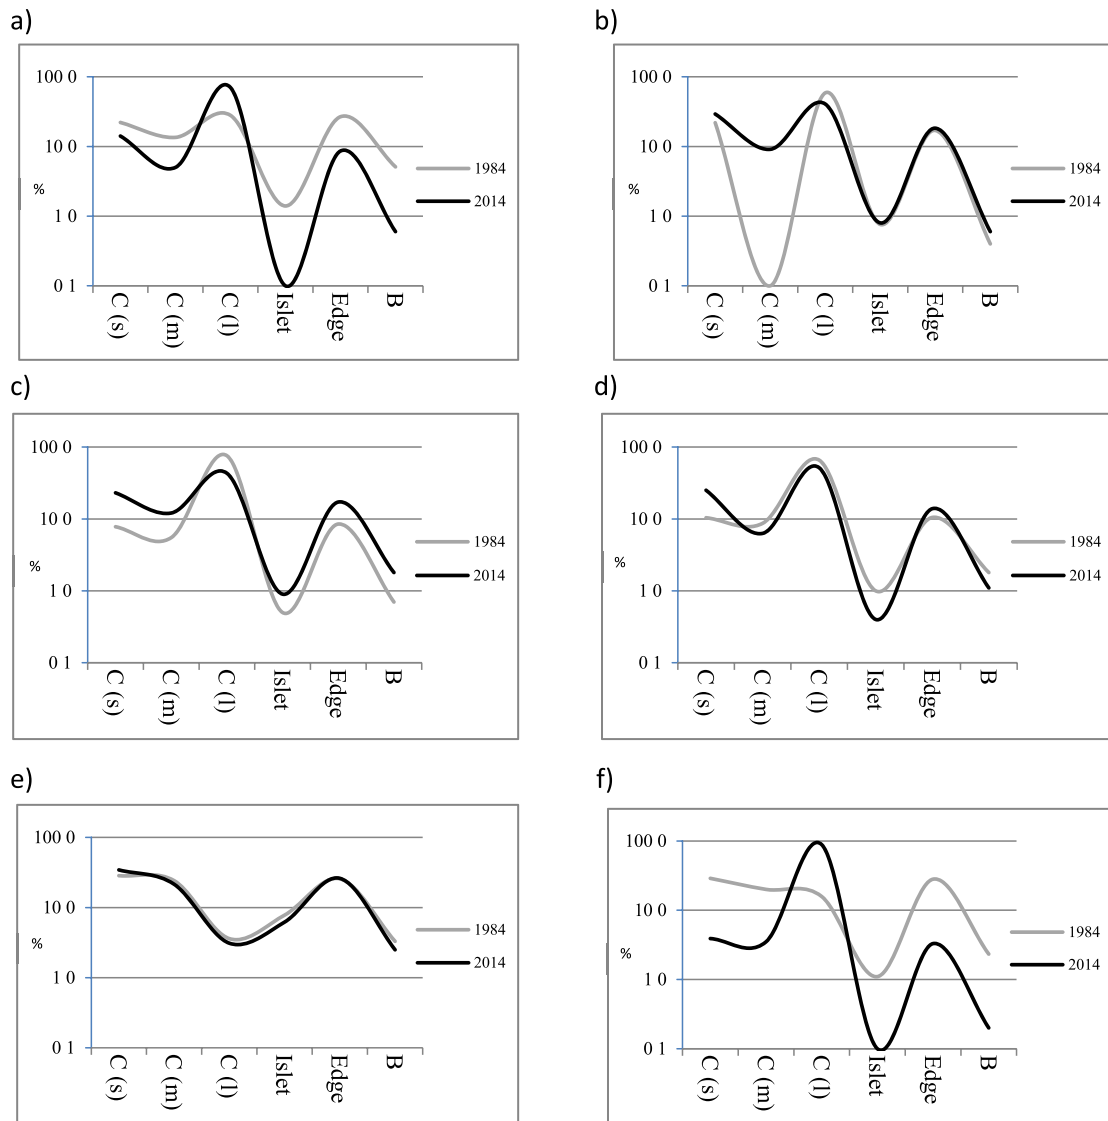 a)
100 0
10 0
1 0
0 1
%
C (s)
C (m)
C (l)
Islet
Edge
B
1984
2014
b)
100 0
10 0
1 0
0 1
%
C (s)
C (m)
C (l)
Islet
Edge
B
1984
2014
c)
100 0
10 0
1 0
0 1
%
C (s)
C (m)
C (l)
Islet
Edge
B
1984
2014
d)
100 0
10 0
1 0
0 1
%
C (s)
C (m)
C (l)
Islet
Edge
B
1984
2014
e)
100 0
10 0
1 0
0 1
%
C (s)
C (m)
C (l)
Islet
Edge
B
1984
2014
f)
100 0
10 0
1 0
0 1
%
C (s)
C (m)
C (l)
Islet
Edge
B
1984
2014